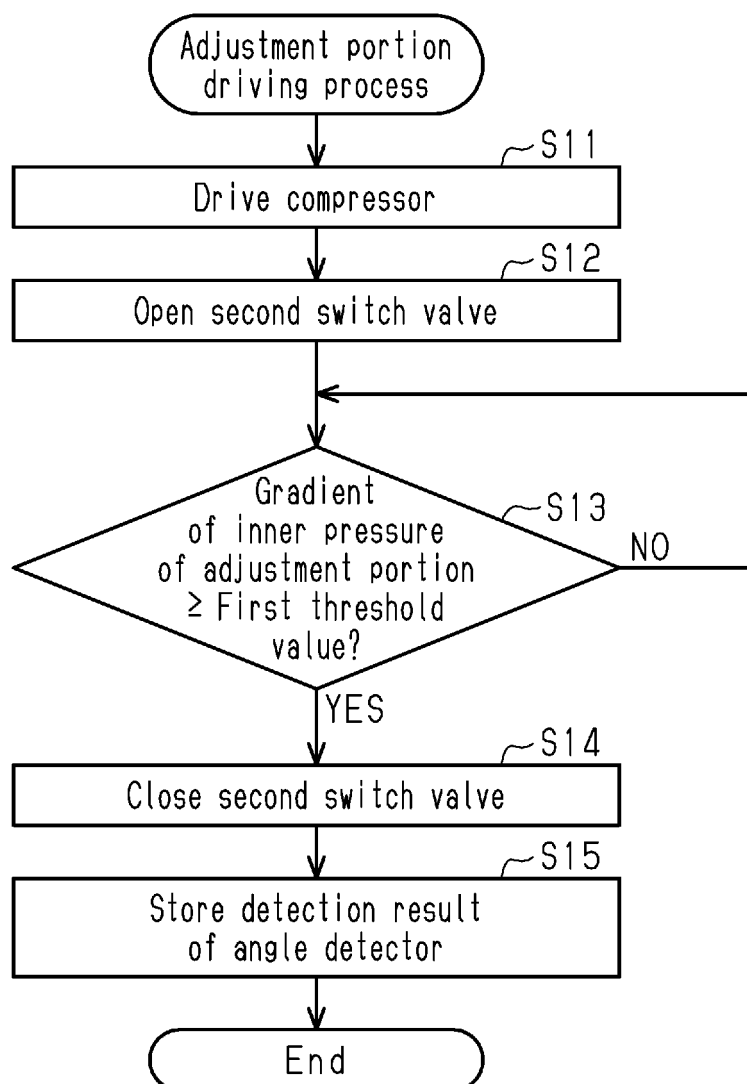 Adjustment portion
driving process
S11
Drive compressor
S12
Open second switch valve
Gradient
of inner pressure
of adjustment portion
≥ First threshold
value?
S13
NO
YES
S14
Close second switch valve
S15
Store detection result
of angle detector
End